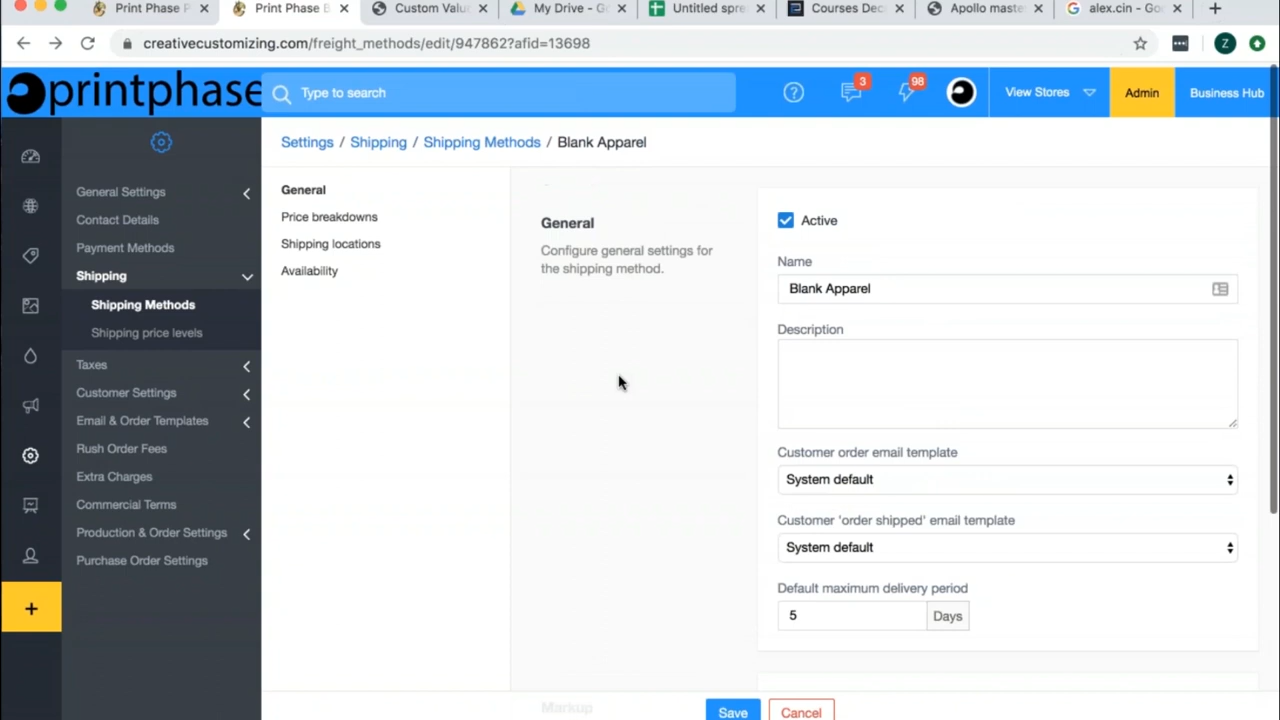 Print Phase P
Print Phase B
Custom Valu
My Drive - Go
Untitled spre
Courses Dec
Apollo maste
alex.cin - Goo
creativecustomizing.com/freight_methods/edit/947862?afid=13698
Z
printphase
Type to search
3
98
View Stores
Admin
Business Hub
Settings / Shipping / Shipping Methods / Blank Apparel
General Settings
Contact Details
Payment Methods
Shipping
Shipping Methods
Shipping price levels
Taxes
Customer Settings
Email & Order Templates
Rush Order Fees
Extra Charges
Commercial Terms
Production & Order Settings
Purchase Order Settings
General
Price breakdowns
Shipping locations
Availability
General
Configure general settings for
the shipping method.
Active
Name
Blank Apparel
Description
Customer order email template
System default
Customer 'order shipped' email template
System default
Default maximum delivery period
5 Days
Markup
Save
Cancel